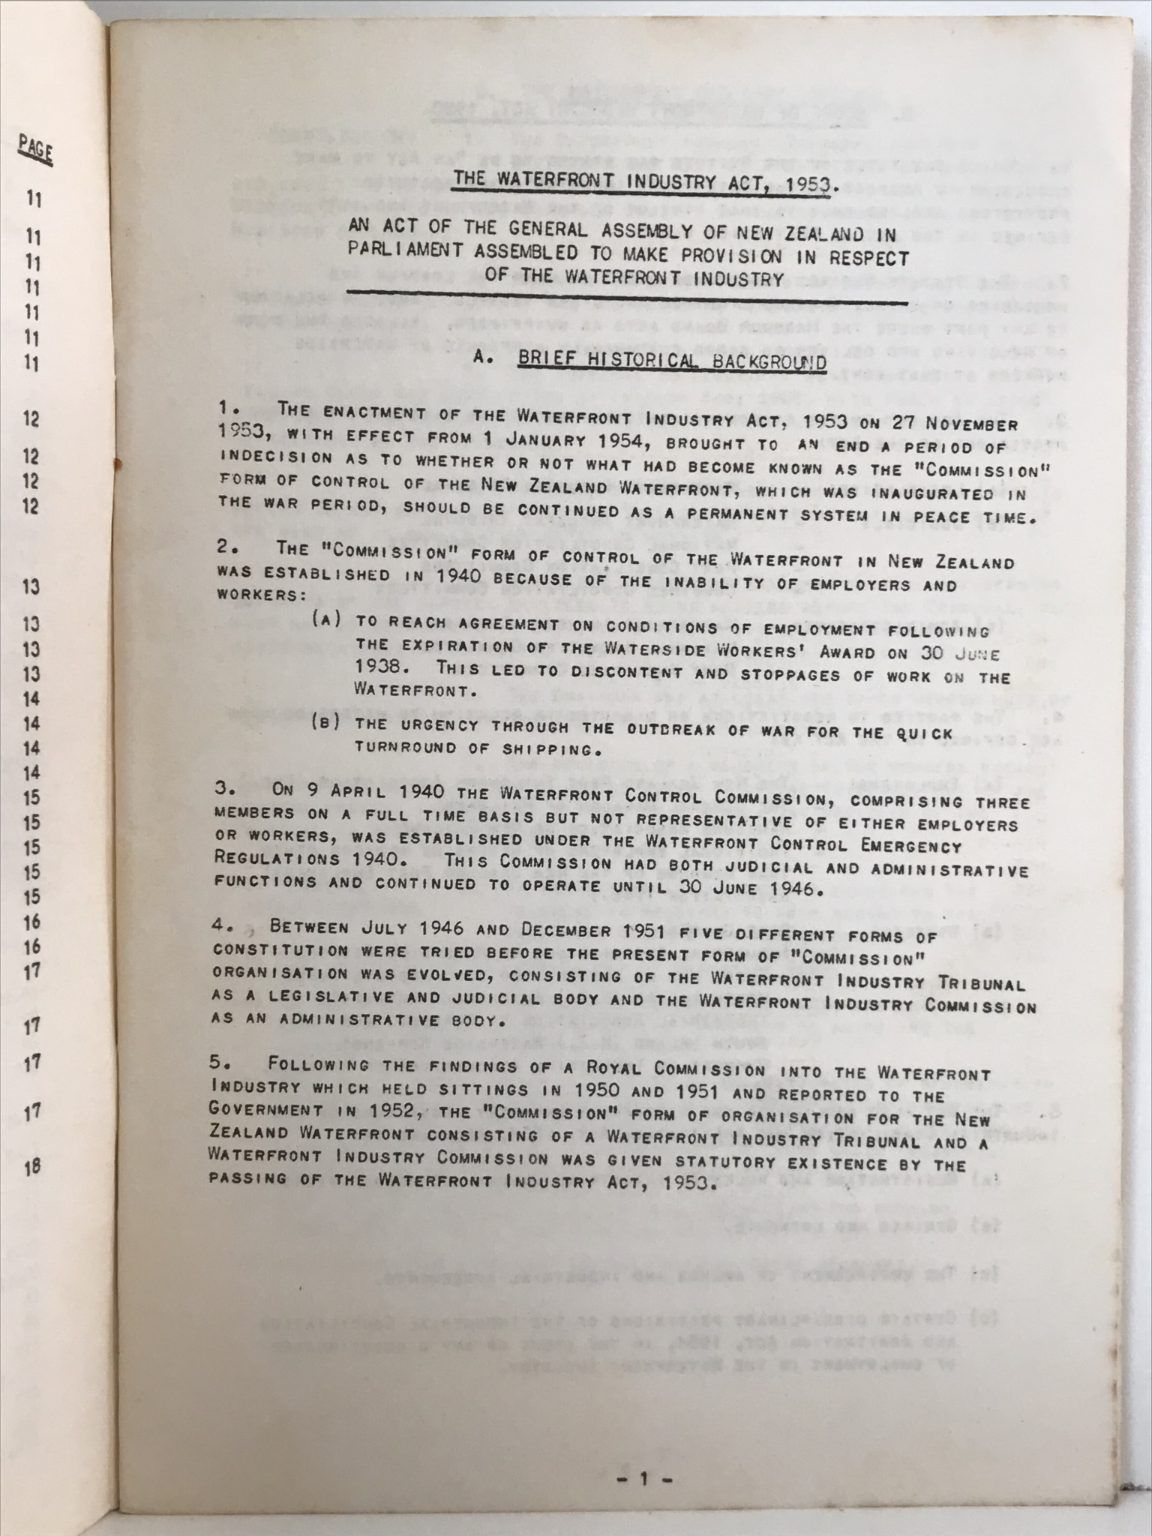 PAGE
11
11
11
11
11
11
11
12
12
12
12
13
13
13
13
14
14
14
14
15
15
15
15
15
16
16
17
17
17
17
18
THE WATERFRONT INDUSTRY ACT, 1953.
AN ACT OF THE GENERAL ASSEMBLY OF NEW ZEALAND IN
PARLIAMENT ASSEMBLED TO MAKE PROVISION IN RESPECT
OF THE WATERFRONT INDUSTRY
A. BRIEF HISTORICAL BACKGROUND
1. THE ENACTMENT OF THE WATERFRONT INDUSTRY ACT, 1953 ON 27 NOVEMBER
1953, WITH EFFECT FROM 1 JANUARY 1954, BROUGHT TO AN END A PERIOD OF
INDECISION AS TO WHETHER OR NOT WHAT HAD BECOME KNOWN AS THE "COMMISSION"
FORM OF CONTROL OF THE NEW ZEALAND WATERFRONT, WHICH WAS INAUGURATED IN
THE WAR PERIOD, SHOULD BE CONTINUED AS A PERMANENT SYSTEM IN PEACE TIME.
2. THE "COMMISSION" FORM OF CONTROL OF THE WATERFRONT IN NEW ZEALAND
WAS ESTABLISHED IN 1940 BECAUSE OF THE INABILITY OF EMPLOYERS AND
WORKERS:
(A) TO REACH AGREEMENT ON CONDITIONS OF EMPLOYMENT FOLLOWING
THE EXPIRATION OF THE WATERSIDE WORKERS' AWARD ON 30 JUNE
1938. THIS LED TO DISCONTENT AND STOPPAGES OF WORK ON THE
WATERFRONT.
(B) THE URGENCY THROUGH THE OUTBREAK OF WAR FOR THE QUICK
TURNROUND OF SHIPPING.
3. ON 9 APRIL 1940 THE WATERFRONT CONTROL COMMISSION, COMPRISING THREE
MEMBERS ON A FULL TIME BASIS BUT NOT REPRESENTATIVE OF EITHER EMPLOYERS
OR WORKERS, WAS ESTABLISHED UNDER THE WATERFRONT CONTROL EMERGENCY
REGULATIONS 1940. THIS COMMISSION HAD BOTH JUDICIAL AND ADMINISTRATIVE
FUNCTIONS AND CONTINUED TO OPERATE UNTIL 30 JUNE 1946.
4. BETWEEN JULY 1946 AND DECEMBER 1951 FIVE DIFFERENT FORMS OF
CONSTITUTION WERE TRIED BEFORE THE PRESENT FORM OF "COMMISSION"
ORGANISATION WAS EVOLVED, CONSISTING OF THE WATERFRONT INDUSTRY TRIBUNAL
AS A LEGISLATIVE AND JUDICIAL BODY AND THE WATERFRONT INDUSTRY COMMISSION
AS AN ADMINISTRATIVE BODY.
5. FOLLOWING THE FINDINGS OF A ROYAL COMMISSION INTO THE WATERFRONT
INDUSTRY WHICH HELD SITTINGS IN 1950 AND 1951 AND REPORTED TO THE
GOVERNMENT IN 1952, THE "COMMISSION" FORM OF ORGANISATION FOR THE NEW
ZEALAND WATERFRONT CONSISTING OF A WATERFRONT INDUSTRY TRIBUNAL AND A
WATERFRONT INDUSTRY COMMISSION WAS GIVEN STATUTORY EXISTENCE BY THE
PASSING OF THE WATERFRONT INDUSTRY ACT, 1953.
- 1 -